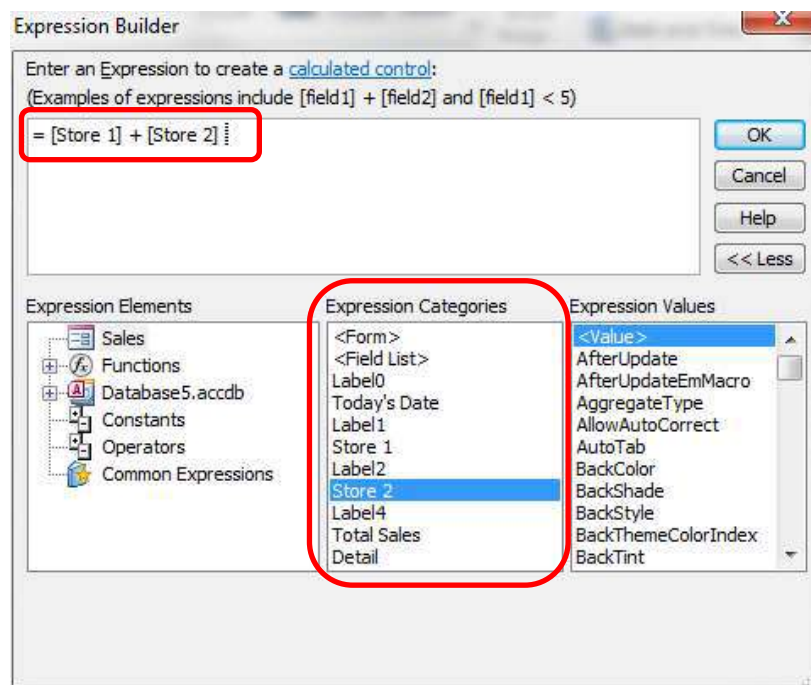 Expression Builder
Enter an Expression to create a calculated control:
(Examples of expressions include [field1] + [field2] and [field1] < 5)
= [Store 1] + [Store 2]
OK
Cancel
Help
<< Less
Expression Elements
Sales
Functions
Database5.accdb
Constants
Operators
Common Expressions
Expression Categories
<Form>
<Field List>
Label0
Today's Date
Label1
Store 1
Label2
Store 2
Label4
Total Sales
Detail
Expression Values
<Value>
AfterUpdate
AfterUpdateEmMacro
AggregateType
AllowAutoCorrect
AutoTab
BackColor
BackShade
BackStyle
BackThemeColorIndex
BackTint